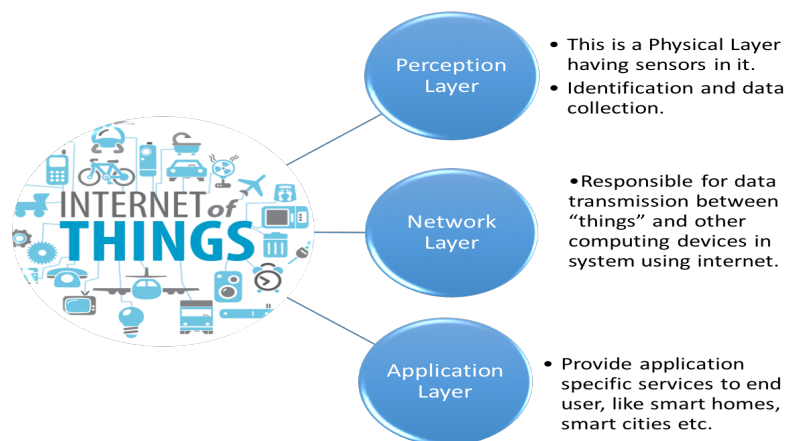 INTERNET of
THINGS
Perception
Layer
• This is a Physical Layer
having sensors in it.
• Identification and data
collection.
Network
Layer
•Responsible for data
transmission between
“things” and other
computing devices in
system using internet.
Application
Layer
• Provide application
specific services to end
user, like smart homes,
smart cities etc.